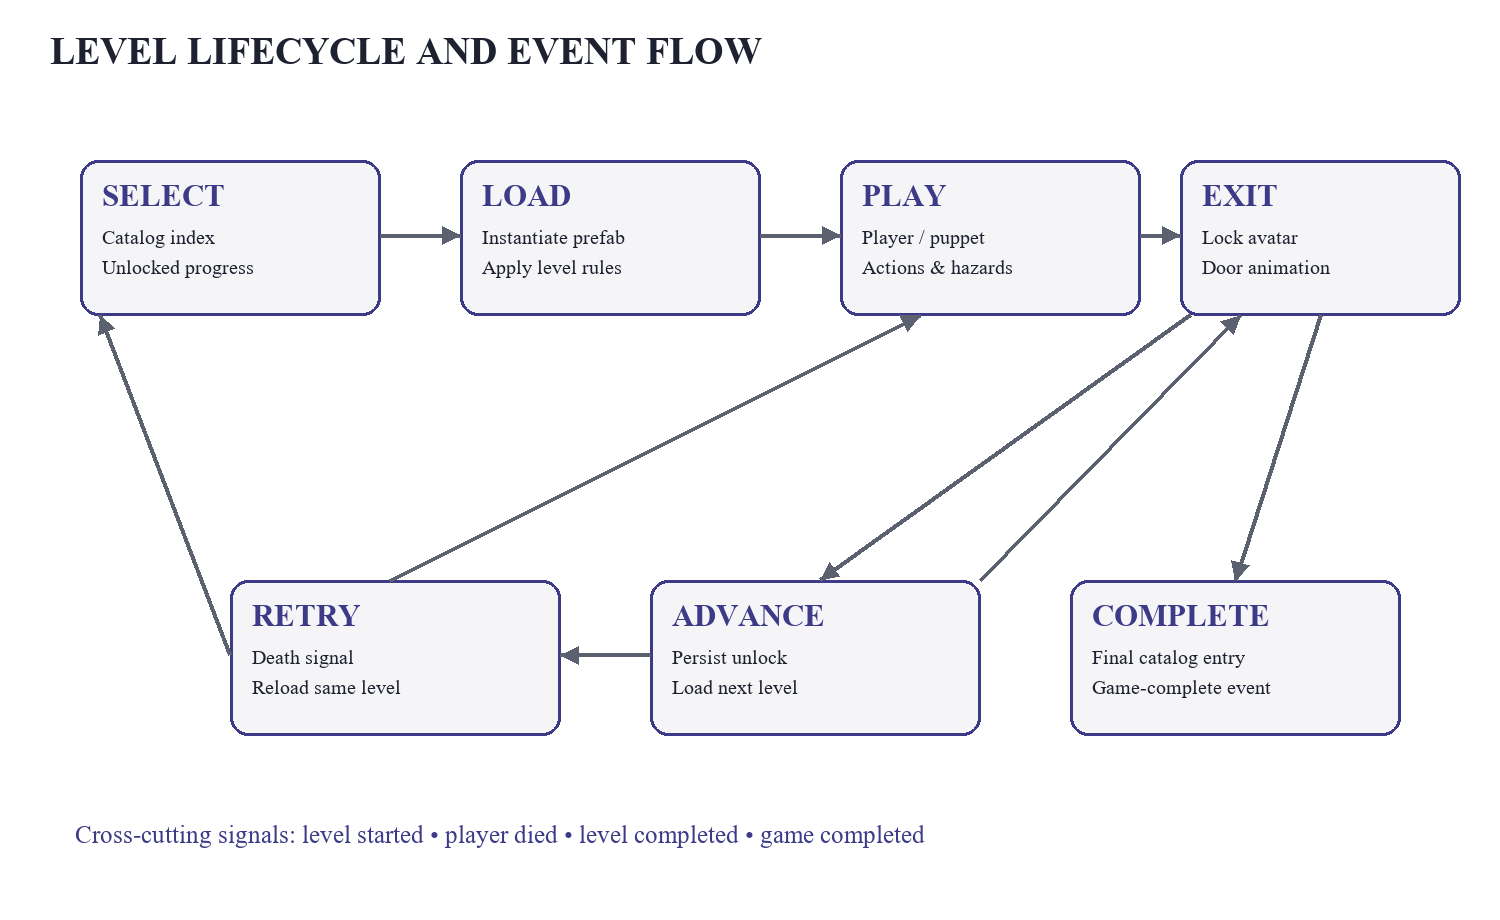 LEVEL LIFECYCLE AND EVENT FLOW
SELECT
Catalog index
Unlocked progress
LOAD
Instantiate prefab
Apply level rules
PLAY
Player / puppet
Actions & hazards
EXIT
Lock avatar
Door animation
RETRY
Death signal
Reload same level
ADVANCE
Persist unlock
Load next level
COMPLETE
Final catalog entry
Game-complete event
Cross-cutting signals: level started • player died • level completed • game completed